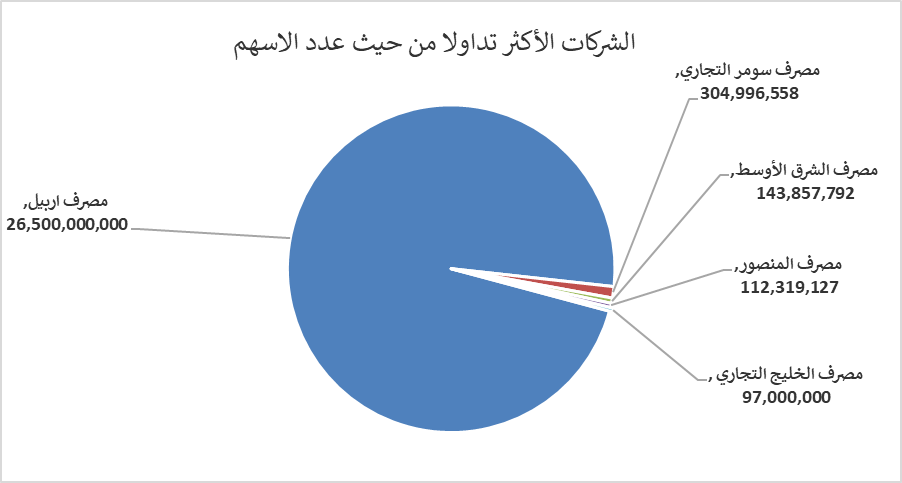 الشركات الأكثر تداولا من حيث عدد الاسهم
مصرف سومر التجاري,
304,996,558
مصرف الشرق الأوسط,
143,857,792
مصرف المنصور,
112,319,127
مصرف الخليج التجاري ,
97,000,000
مصرف اربيل,
26,500,000,000